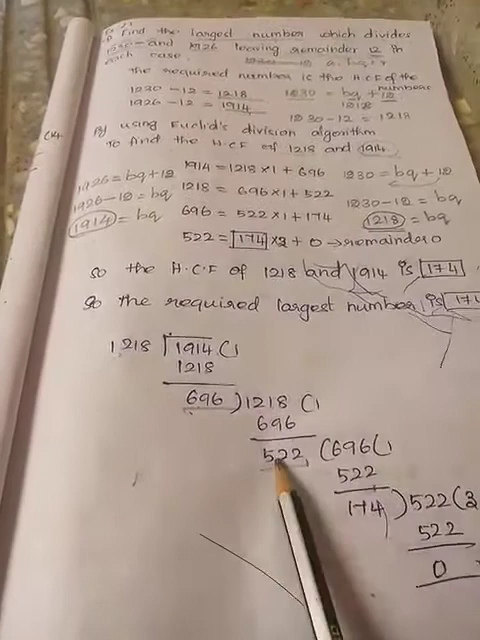 Find the largest number which divides
1230 and 1926 leaving remainder 12 in
each case. a = bq+r
the required number is the H.C.F of the
numbers
1230 - 12 = 1218 1230 = bq + 12
1926 - 12 = 1914 1218
1230 - 12 = 1218
By using Euclid's division algorithm
To find the H.C.F of 1218 and 1914
1926 = bq+12 1914 = 1218 x 1 + 696 1230 = bq + 12
1926 - 12 = bq 1218 = 696 x 1 + 522 1230 - 12 = bq
1914 = bq 696 = 522 x 1 + 174 1218 = bq
522 = 174 x 3 + 0 → remainder 0
so the H.C.F of 1218 and 1914 is 174
so the required largest number is 174
1218 ) 1914 ( 1
1218
696 ) 1218 ( 1
696
522 ( 696 ( 1
522
174 ) 522 ( 3
522
0